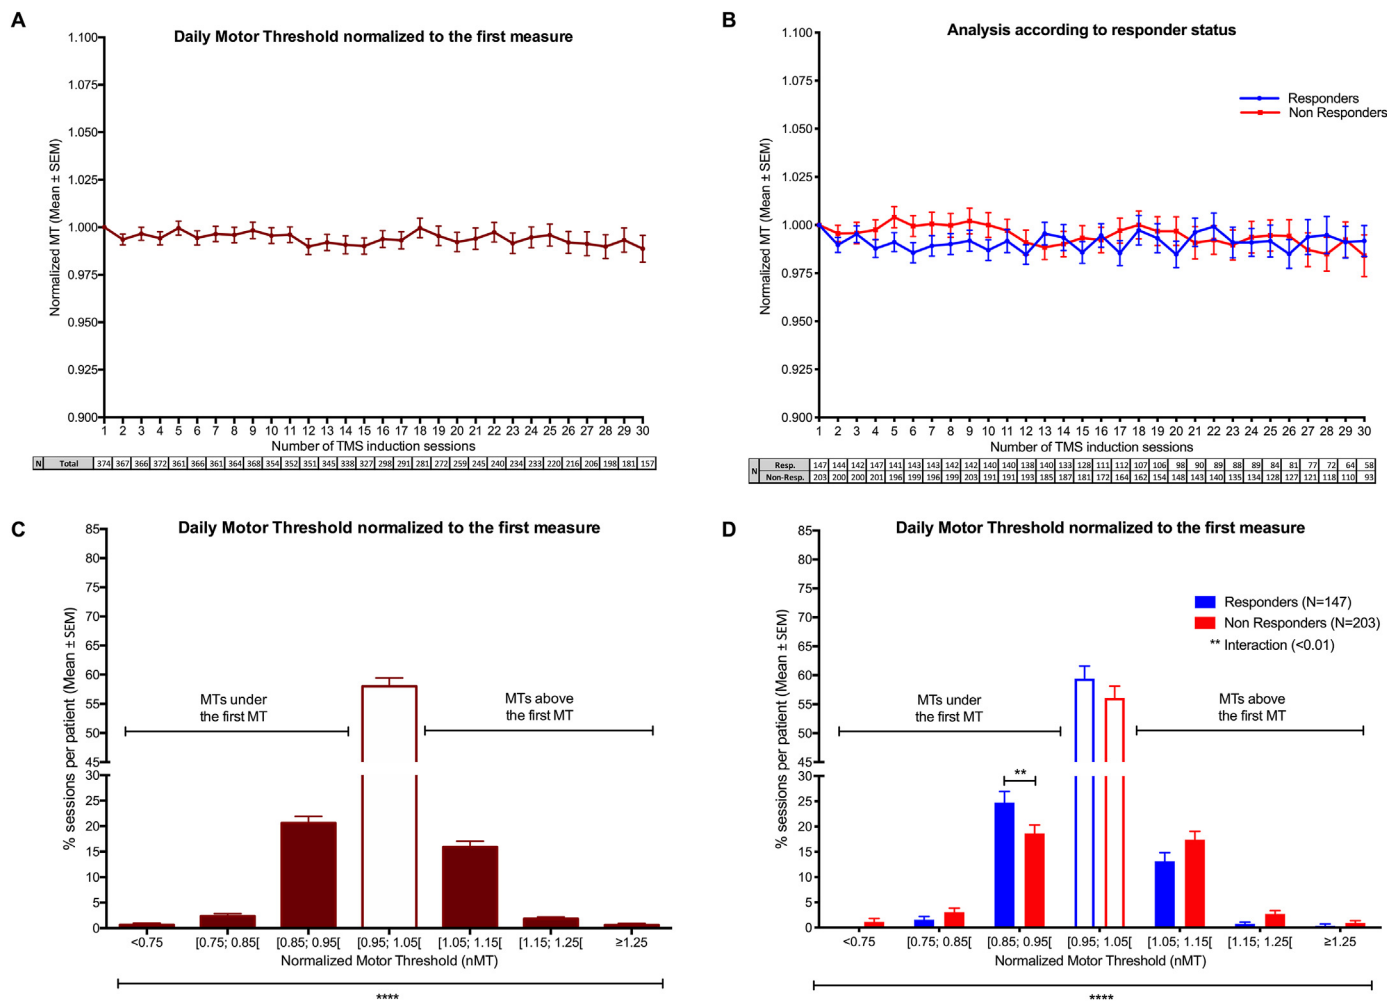 A
Daily Motor Threshold normalized to the first measure
1.100
1.075
1.050
1.025
1.000
0.975
0.950
0.925
0.900
Normalized MT (Mean ± SEM)
1 2 3 4 5 6 7 8 9 10 11 12 13 14 15 16 17 18 19 20 21 22 23 24 25 26 27 28 29 30
Number of TMS induction sessions
N Total 374 367 366 372 361 366 361 364 368 354 352 351 345 338 327 298 291 281 272 259 245 240 234 233 220 216 206 198 181 157
B
Analysis according to responder status
Responders
Non Responders
1.100
1.075
1.050
1.025
1.000
0.975
0.950
0.925
0.900
Normalized MT (Mean ± SEM)
1 2 3 4 5 6 7 8 9 10 11 12 13 14 15 16 17 18 19 20 21 22 23 24 25 26 27 28 29 30
Number of TMS induction sessions
N
Resp. 147 144 142 147 141 143 143 142 142 140 140 138 140 133 128 111 112 107 106 98 90 89 88 89 84 81 77 72 64 58
Non-Resp. 203 200 200 201 196 199 196 199 203 191 191 193 185 187 181 172 164 162 154 148 143 140 135 134 128 127 121 118 110 93
C
Daily Motor Threshold normalized to the first measure
85
80
75
70
65
60
55
50
45
30
25
20
15
10
5
0
% sessions per patient (Mean ± SEM)
MTs under
the first MT
MTs above
the first MT
<0.75 [0.75; 0.85[ [0.85; 0.95[ [0.95; 1.05[ [1.05; 1.15[ [1.15; 1.25[ ≥1.25
Normalized Motor Threshold (nMT)
****
D
Daily Motor Threshold normalized to the first measure
Responders (N=147)
Non Responders (N=203)
** Interaction (<0.01)
85
80
75
70
65
60
55
50
45
30
25
20
15
10
5
0
% sessions per patient (Mean ± SEM)
MTs under
the first MT
MTs above
the first MT
**
<0.75 [0.75; 0.85[ [0.85; 0.95[ [0.95; 1.05[ [1.05; 1.15[ [1.15; 1.25[ ≥1.25
Normalized Motor Threshold (nMT)
****